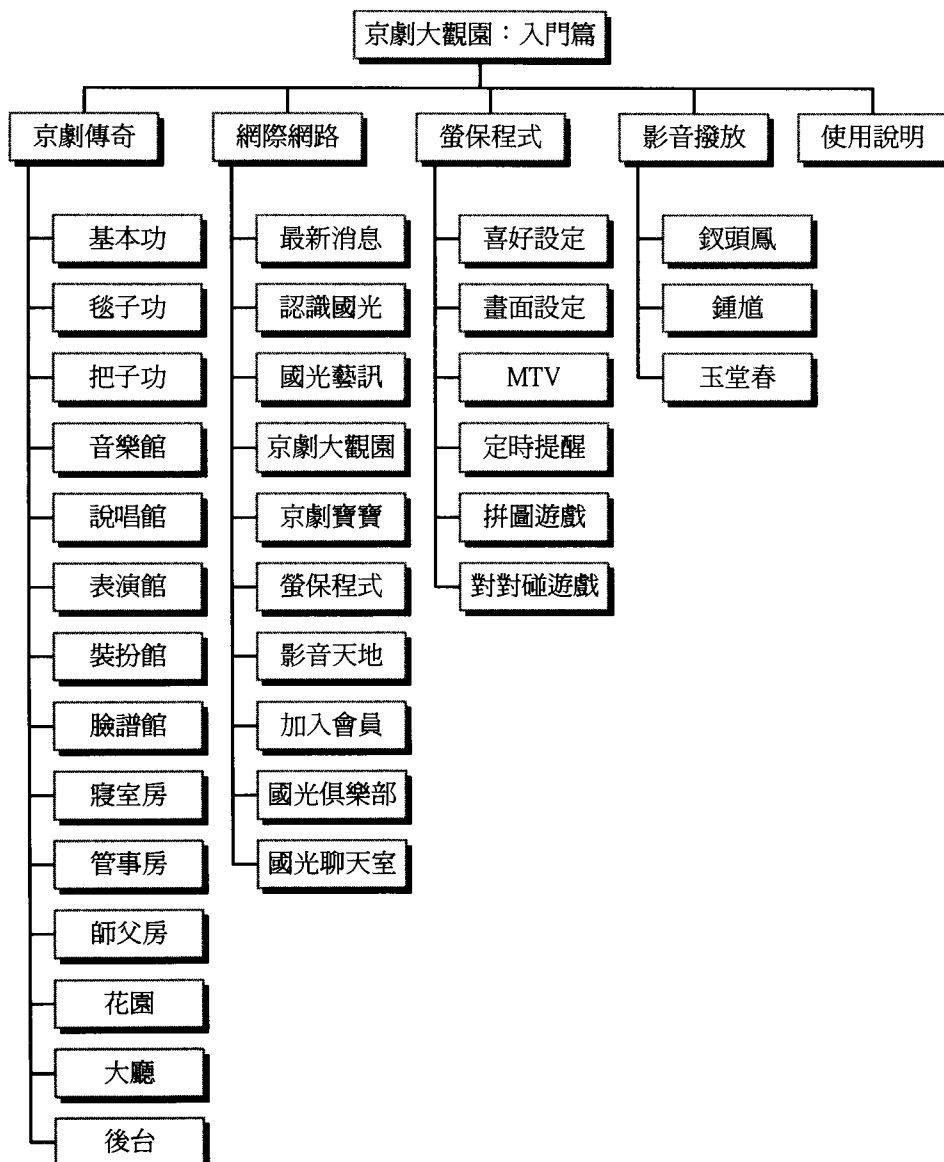 京劇大觀園：入門篇
京劇傳奇
網際網路
螢保程式
影音撥放
使用說明
基本功
毯子功
把子功
音樂館
說唱館
表演館
裝扮館
臉譜館
寢室房
管事房
師父房
花園
大廳
後台
最新消息
認識國光
國光藝訊
京劇大觀園
京劇寶寶
螢保程式
影音天地
加入會員
國光俱樂部
國光聊天室
喜好設定
畫面設定
MTV
定時提醒
拼圖遊戲
對對碰遊戲
釵頭鳳
鍾馗
玉堂春